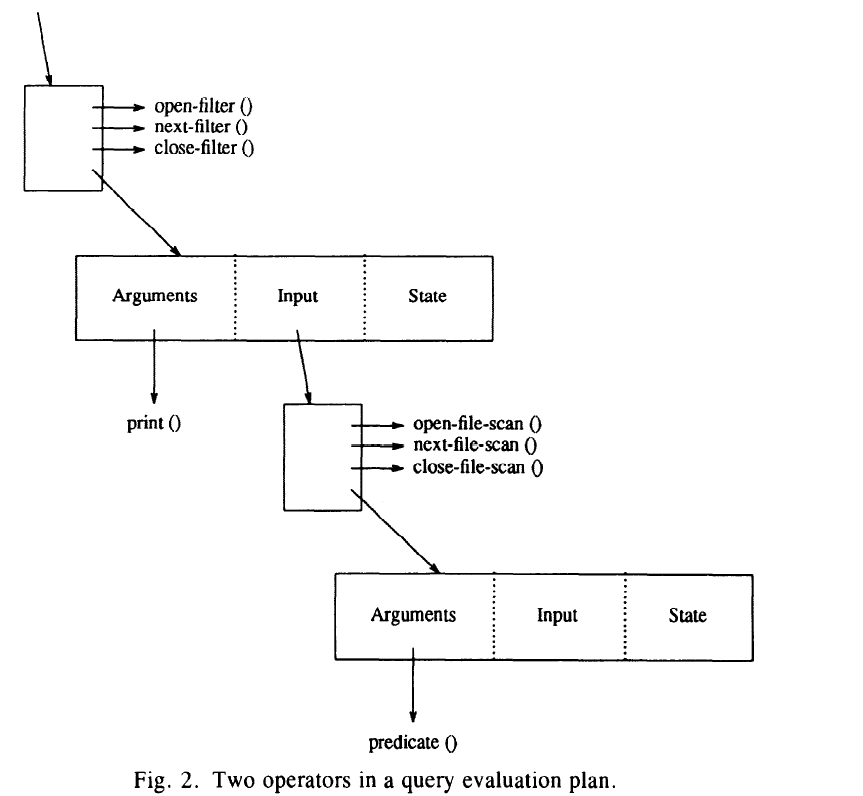 open-filter ()
next-filter ()
close-filter ()
Arguments Input State
print ()
open-file-scan ()
next-file-scan ()
close-file-scan ()
Arguments Input State
predicate ()
Fig. 2. Two operators in a query evaluation plan.